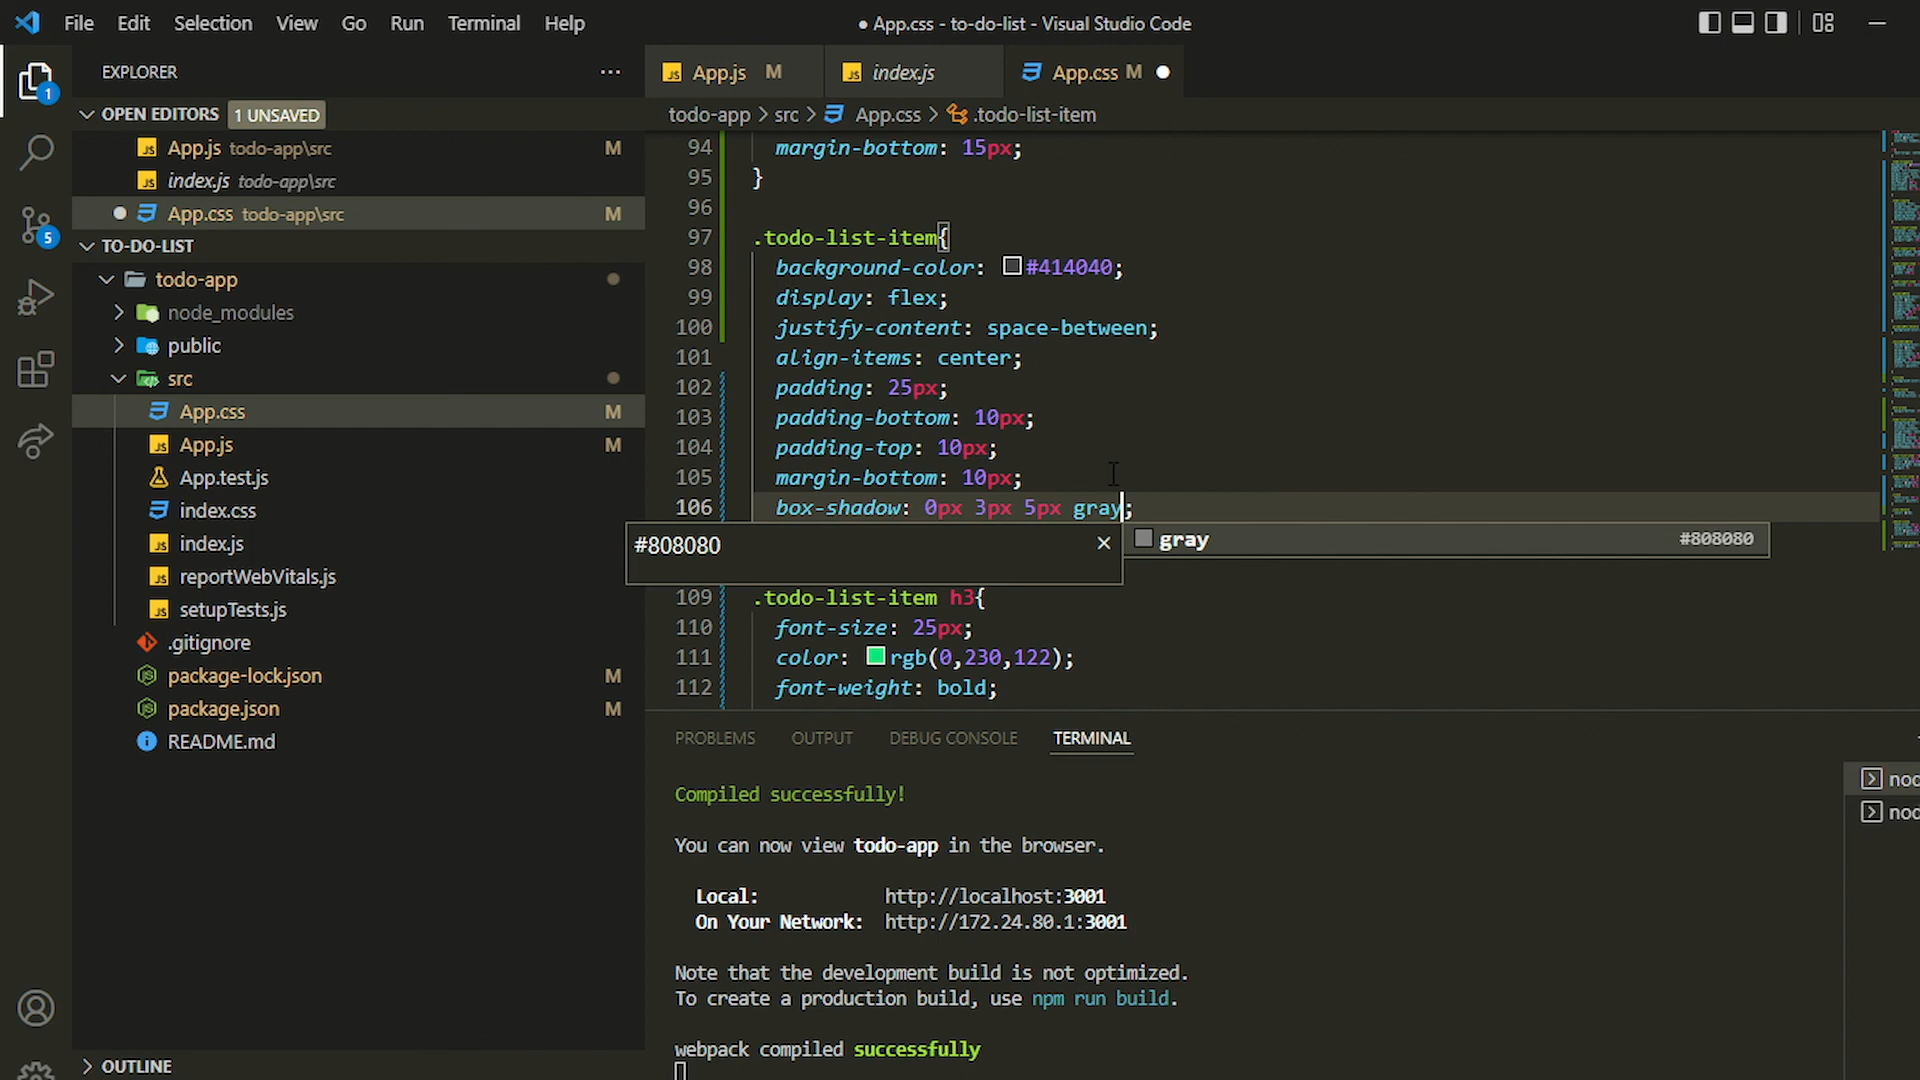 File Edit Selection View Go Run Terminal Help
● App.css - to-do-list - Visual Studio Code
EXPLORER
OPEN EDITORS 1 UNSAVED
App.js todo-app\src M
index.js todo-app\src
App.css todo-app\src M
TO-DO-LIST
todo-app
node_modules
public
src
App.css M
App.js M
App.test.js
index.css
index.js
reportWebVitals.js
setupTests.js
.gitignore
package-lock.json M
package.json M
README.md
OUTLINE
1
5
App.js M
index.js
App.css M
todo-app > src > App.css > .todo-list-item
94 margin-bottom: 15px;
95 }
96
97 .todo-list-item{
98 background-color: #414040;
99 display: flex;
100 justify-content: space-between;
101 align-items: center;
102 padding: 25px;
103 padding-bottom: 10px;
104 padding-top: 10px;
105 margin-bottom: 10px;
106 box-shadow: 0px 3px 5px gray;
#808080
gray #808080
109 .todo-list-item h3{
110 font-size: 25px;
111 color: rgb(0,230,122);
112 font-weight: bold;
PROBLEMS OUTPUT DEBUG CONSOLE TERMINAL
Compiled successfully!
You can now view todo-app in the browser.
Local: http://localhost:3001
On Your Network: http://172.24.80.1:3001
Note that the development build is not optimized.
To create a production build, use npm run build.
webpack compiled successfully